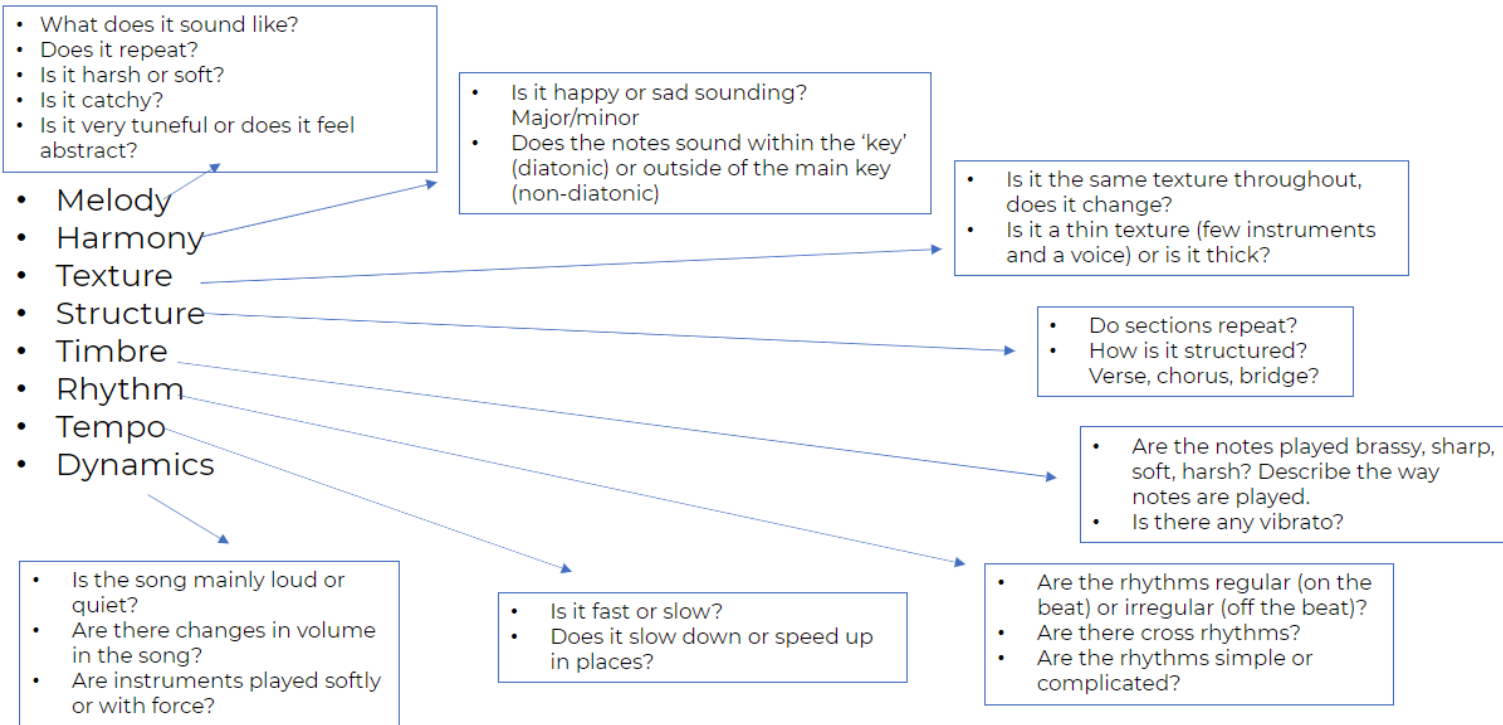 • What does it sound like?
• Does it repeat?
• Is it harsh or soft?
• Is it catchy?
• Is it very tuneful or does it feel
abstract?
• Is it happy or sad sounding?
Major/minor
• Does the notes sound within the ‘key’
(diatonic) or outside of the main key
(non-diatonic)
• Is it the same texture throughout,
does it change?
• Is it a thin texture (few instruments
and a voice) or is it thick?
• Melody
• Harmony
• Texture
• Structure
• Timbre
• Rhythm
• Tempo
• Dynamics
• Do sections repeat?
• How is it structured?
Verse, chorus, bridge?
• Are the notes played brassy, sharp,
soft, harsh? Describe the way
notes are played.
• Is there any vibrato?
• Is the song mainly loud or
quiet?
• Are there changes in volume
in the song?
• Are instruments played softly
or with force?
• Is it fast or slow?
• Does it slow down or speed up
in places?
• Are the rhythms regular (on the
beat) or irregular (off the beat)?
• Are there cross rhythms?
• Are the rhythms simple or
complicated?